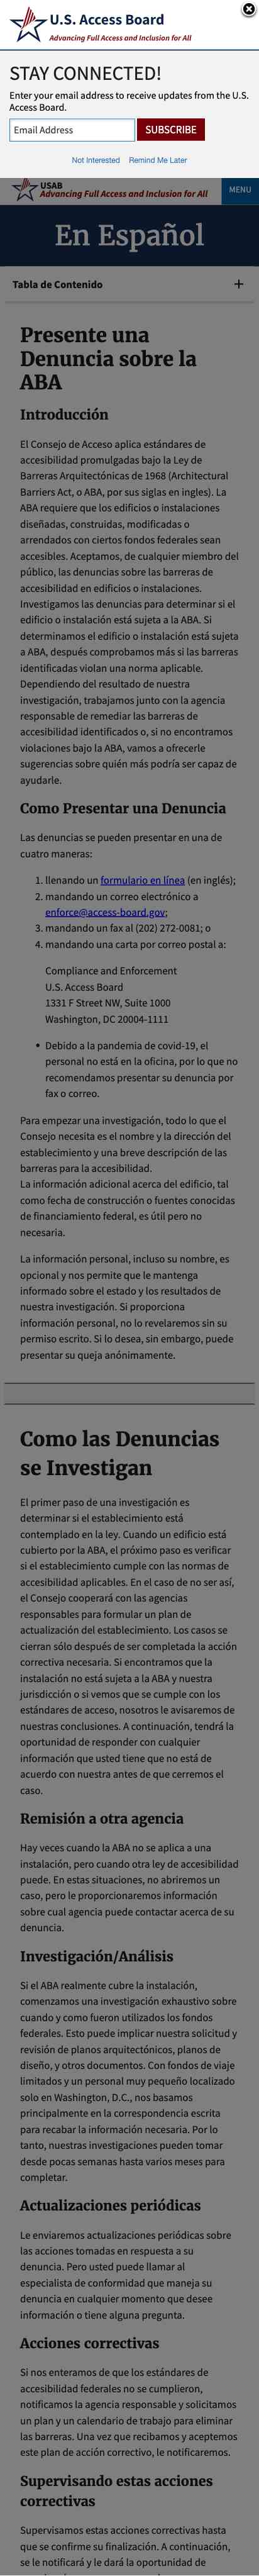 U.S. Access Board
Advancing Full Access and Inclusion for All
STAY CONNECTED!
Enter your email address to receive updates from the U.S.
Access Board.
Email Address
SUBSCRIBE
Not Interested Remind Me Later
USAB
Advancing Full Access and Inclusion for All
MENU
En Español
Tabla de Contenido +
Presente una
Denuncia sobre la
ABA
Introducción
El Consejo de Acceso aplica estándares de
accesibilidad promulgadas bajo la Ley de
Barreras Arquitectónicas de 1968 (Architectural
Barriers Act, o ABA, por sus siglas en ingles). La
ABA requiere que los edificios o instalaciones
diseñadas, construidas, modificadas o
arrendados con ciertos fondos federales sean
accesibles. Aceptamos, de cualquier miembro del
público, las denuncias sobre las barreras de
accesibilidad en edificios o instalaciones.
Investigamos las denuncias para determinar si el
edificio o instalación está sujeta a la ABA. Si
determinamos el edificio o instalación está sujeta
a ABA, después comprobamos más si las barreras
identificadas violan una norma aplicable.
Dependiendo del resultado de nuestra
investigación, trabajamos junto con la agencia
responsable de remediar las barreras de
accesibilidad identificados o, si no encontramos
violaciones bajo la ABA, vamos a ofrecerle
sugerencias sobre quién más podría ser capaz de
ayudarle.
Como Presentar una Denuncia
Las denuncias se pueden presentar en una de
cuatro maneras:
1. llenando un formulario en línea (en inglés);
2. mandando un correo electrónico a
enforce@access-board.gov;
3. mandando un fax al (202) 272-0081; o
4. mandando una carta por correo postal a:
Compliance and Enforcement
U.S. Access Board
1331 F Street NW, Suite 1000
Washington, DC 20004-1111
• Debido a la pandemia de covid-19, el
personal no está en la oficina, por lo que no
recomendamos presentar su denuncia por
fax o correo.
Para empezar una investigación, todo lo que el
Consejo necesita es el nombre y la dirección del
establecimiento y una breve descripción de las
barreras para la accesibilidad.
La información adicional acerca del edificio, tal
como fecha de construcción o fuentes conocidas
de financiamiento federal, es útil pero no
necesaria.
La información personal, incluso su nombre, es
opcional y nos permite que le mantenga
informado sobre el estado y los resultados de
nuestra investigación. Si proporciona
información personal, no lo revelaremos sin su
permiso escrito. Si lo desea, sin embargo, puede
presentar su queja anónimamente.
Como las Denuncias
se Investigan
El primer paso de una investigación es
determinar si el establecimiento está
contemplado en la ley. Cuando un edificio está
cubierto por la ABA, el próximo paso es verificar
si el establecimiento cumple con las normas de
accesibilidad aplicables. En el caso de no ser así,
el Consejo cooperará con las agencias
responsables para formular un plan de
actualización del establecimiento. Los casos se
cierran sólo después de ser completada la acción
correctiva necesaria. Si encontramos que la
instalación no está sujeta a la ABA y nuestra
jurisdicción o si vemos que se cumple con los
estándares de acceso, nosotros le avisaremos de
nuestras conclusiones. A continuación, tendrá la
oportunidad de responder con cualquier
información que usted tiene que no está de
acuerdo con nuestra antes de que cerremos el
caso.
Remisión a otra agencia
Hay veces cuando la ABA no se aplica a una
instalación, pero cuando otra ley de accesibilidad
puede. En estas situaciones, no abriremos un
caso, pero le proporcionaremos información
sobre cual agencia puede contactar acerca de su
denuncia.
Investigación/Análisis
Si el ABA realmente cubre la instalación,
comenzamos una investigación exhaustivo sobre
cuando y como fueron utilizados los fondos
federales. Esto puede implicar nuestra solicitud y
revisión de planos arquitectónicos, planos de
diseño, y otros documentos. Con fondos de viaje
limitados y un personal muy pequeño localizado
solo en Washington, D.C., nos basamos
principalmente en la correspondencia escrita
para recabar la información necesaria. Por lo
tanto, nuestras investigaciones pueden tomar
desde pocas semanas hasta varios meses para
completar.
Actualizaciones periódicas
Le enviaremos actualizaciones periódicas sobre
las acciones tomadas en respuesta a su
denuncia. Pero usted puede llamar al
especialista de conformidad que maneja su
denuncia en cualquier momento que desee
información o tiene alguna pregunta.
Acciones correctivas
Si nos enteramos de que los estándares de
accesibilidad federales no se cumplieron,
notificamos la agencia responsable y solicitamos
un plan y un calendario de trabajo para eliminar
las barreras. Una vez que recibamos y aceptemos
este plan de acción correctivo, le notificaremos.
Supervisando estas acciones
correctivas
Supervisamos estas acciones correctivas hasta
que se confirme su finalización. A continuación,
se le notificará y le dará la oportunidad de